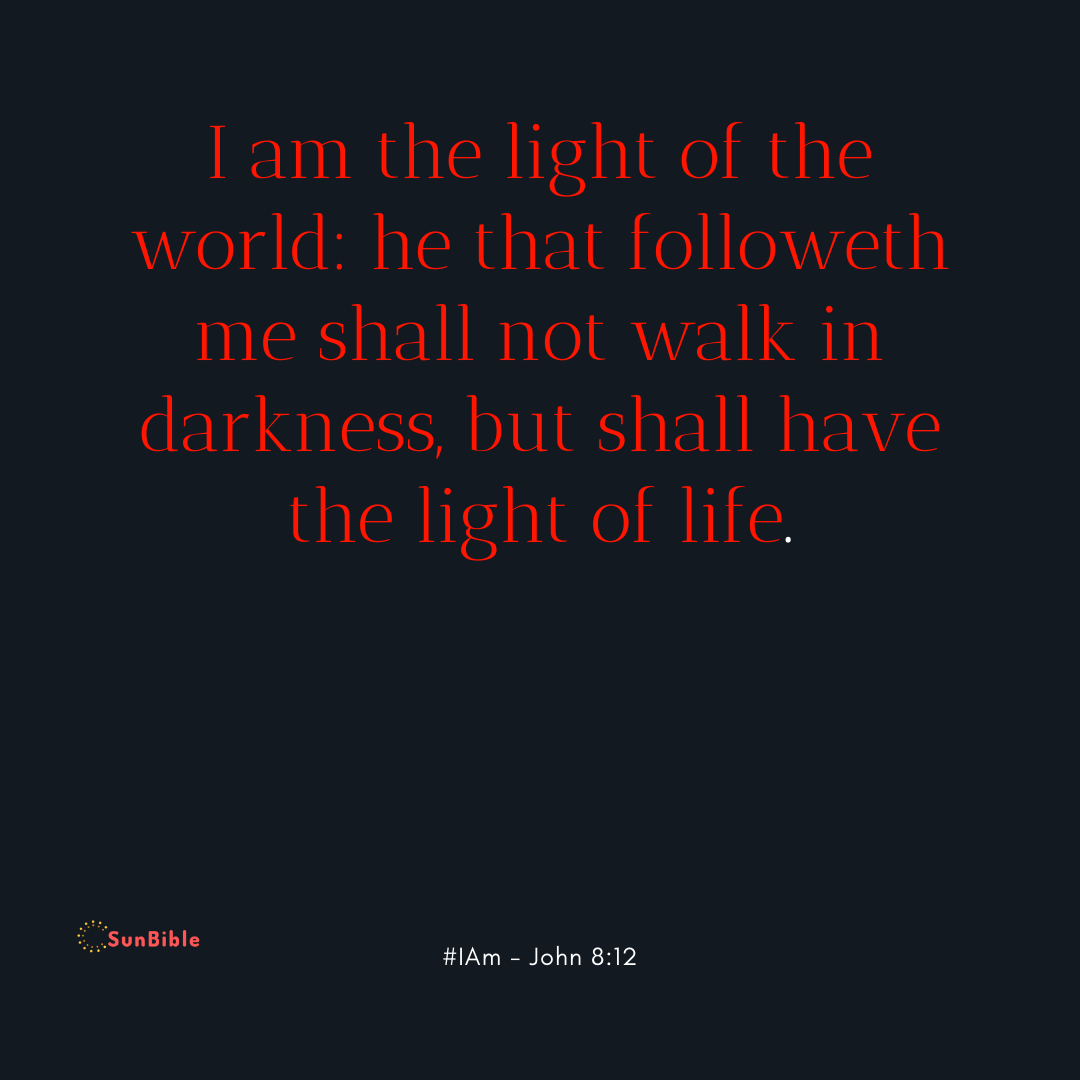 I am the light of the
world: he that followeth
me shall not walk in
darkness, but shall have
the light of life.
SunBible
#IAm – John 8:12